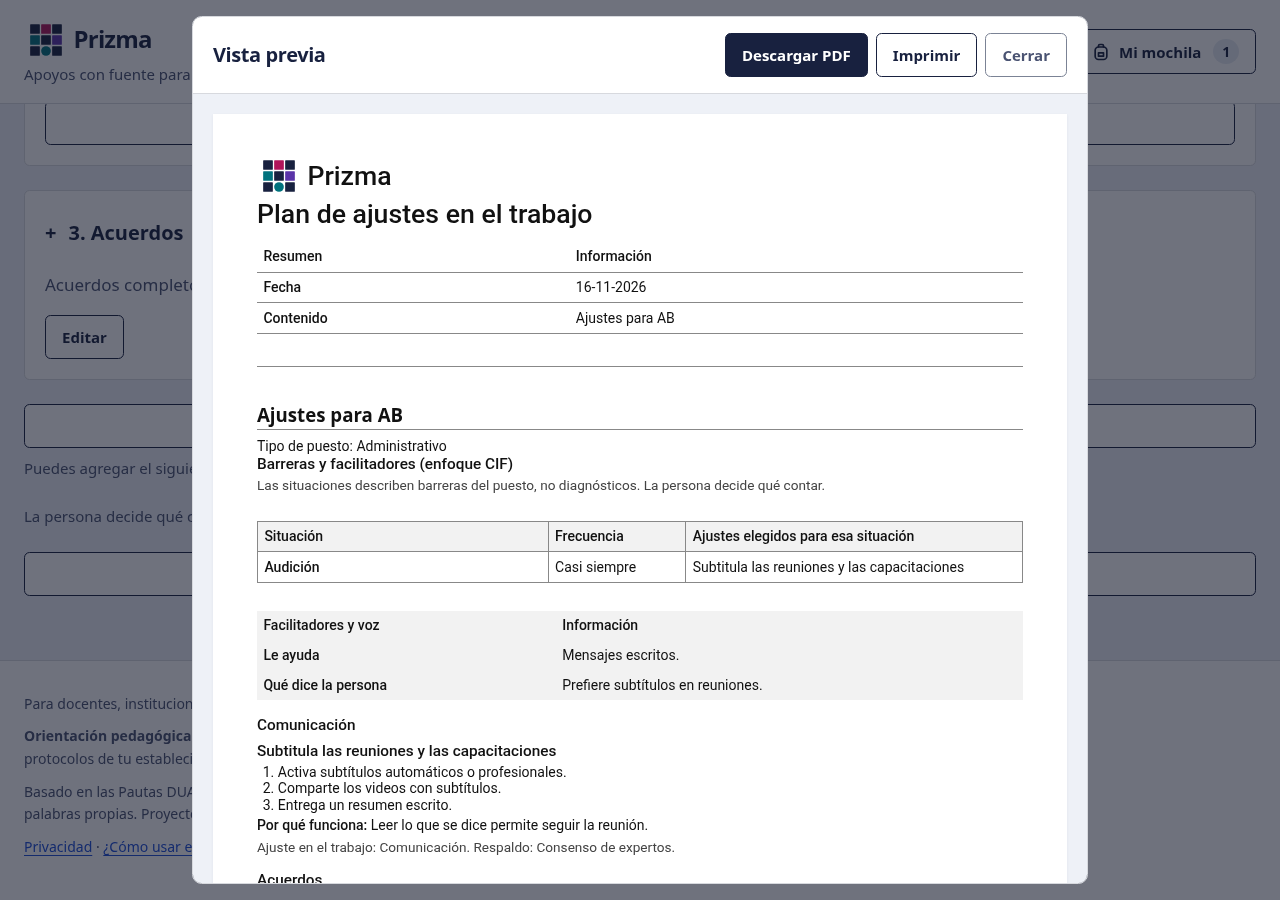 Prizma
Apoyos con fuente para
Mi mochila 1
+ 3. Acuerdos
Acuerdos
Editar
Puedes agregar el
La persona decide qué
Para docentes,
Orientación pedagógica
protocolos de tu
Basado en las Pautas DUA
palabras propias.
Privacidad · ¿Cómo usar
Vista previa
Descargar PDF
Imprimir
Cerrar
Prizma
Plan de ajustes en el trabajo
Resumen Información
Fecha 16-11-2026
Contenido Ajustes para AB
Ajustes para AB
Tipo de puesto: Administrativo
Barreras y facilitadores (enfoque CIF)
Las situaciones describen barreras del puesto, no diagnósticos. La persona decide qué contar.
Situación Frecuencia Ajustes elegidos para esa situación
Audición Casi siempre Subtitula las reuniones y las capacitaciones
Facilitadores y voz Información
Le ayuda Mensajes escritos.
Qué dice la persona Prefiere subtítulos en reuniones.
Comunicación
Subtitula las reuniones y las capacitaciones
1. Activa subtítulos automáticos o profesionales.
2. Comparte los videos con subtítulos.
3. Entrega un resumen escrito.
Por qué funciona: Leer lo que se dice permite seguir la reunión.
Ajuste en el trabajo: Comunicación. Respaldo: Consenso de expertos.
Acuerdos